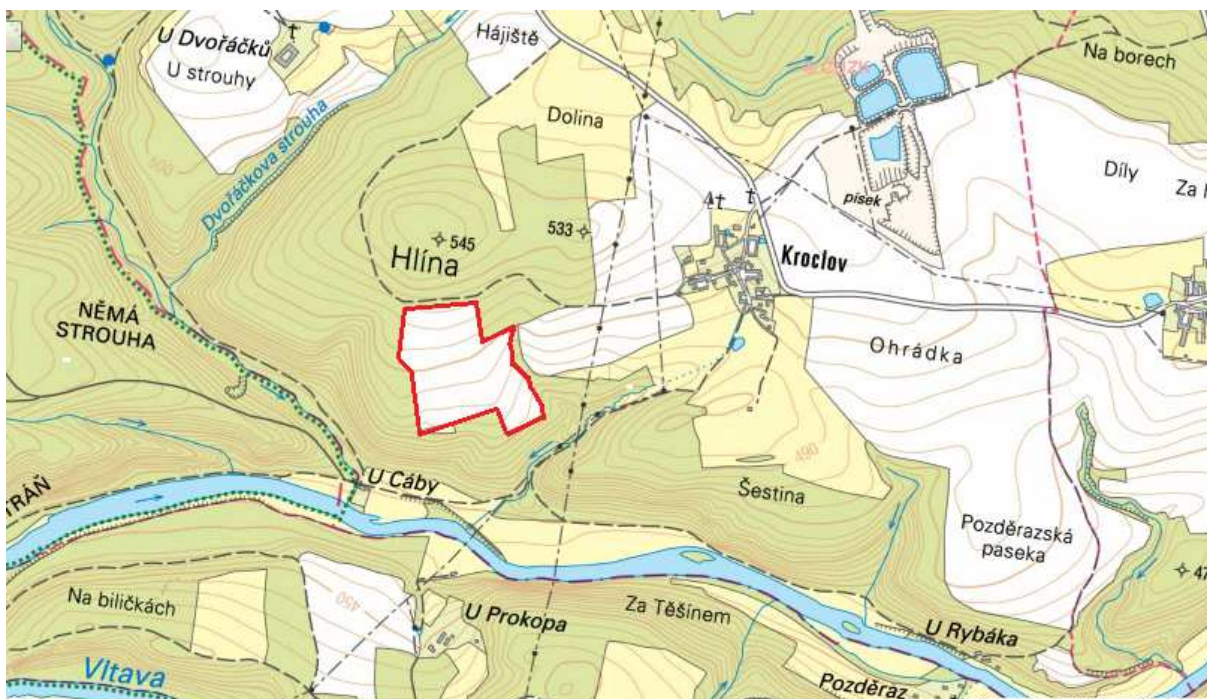 U Dvořáčků
U strouhy
Hájiště
Dolina
Na borech
Díly
Za
500
Dvořáčkova strouha
písek
545
533
Hlína
Kroclov
NĚMÁ
STROUHA
Ohrádka
490
U Cáby
Šestina
TRÁŇ
Pozděrazská
paseka
47
Na biličkách
450
U Prokopa
Za Těšínem
U Rybáka
Vltava
Pozděraz